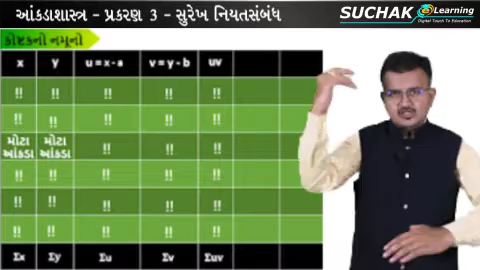 આંકડાશાસ્ત્ર - પ્રકરણ 3 - સુરેખ નિયતસંબંધ
SUCHAK eLearning
Digital Touch To Education
કોષ્ટકનો નમૂનો
x y u = x - a v = y - b uv
!! !! !! !! !!
!! !! !! !! !!
મોટા આંકડા મોટા આંકડા !! !! !!
!! !! !! !! !!
!! !! !! !! !!
!! !! !! !! !!
Σx Σy Σu Σv Σuv